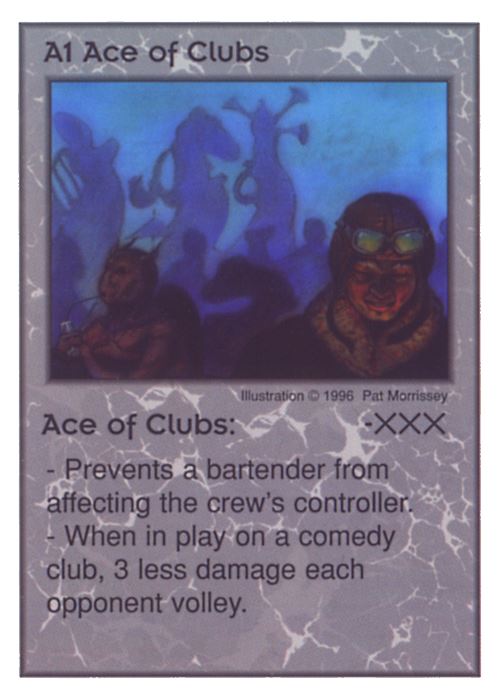 A1 Ace of Clubs
Illustration © 1996 Pat Morrissey
Ace of Clubs: -XXX
- Prevents a bartender from
affecting the crew's controller.
- When in play on a comedy
club, 3 less damage each
opponent volley.